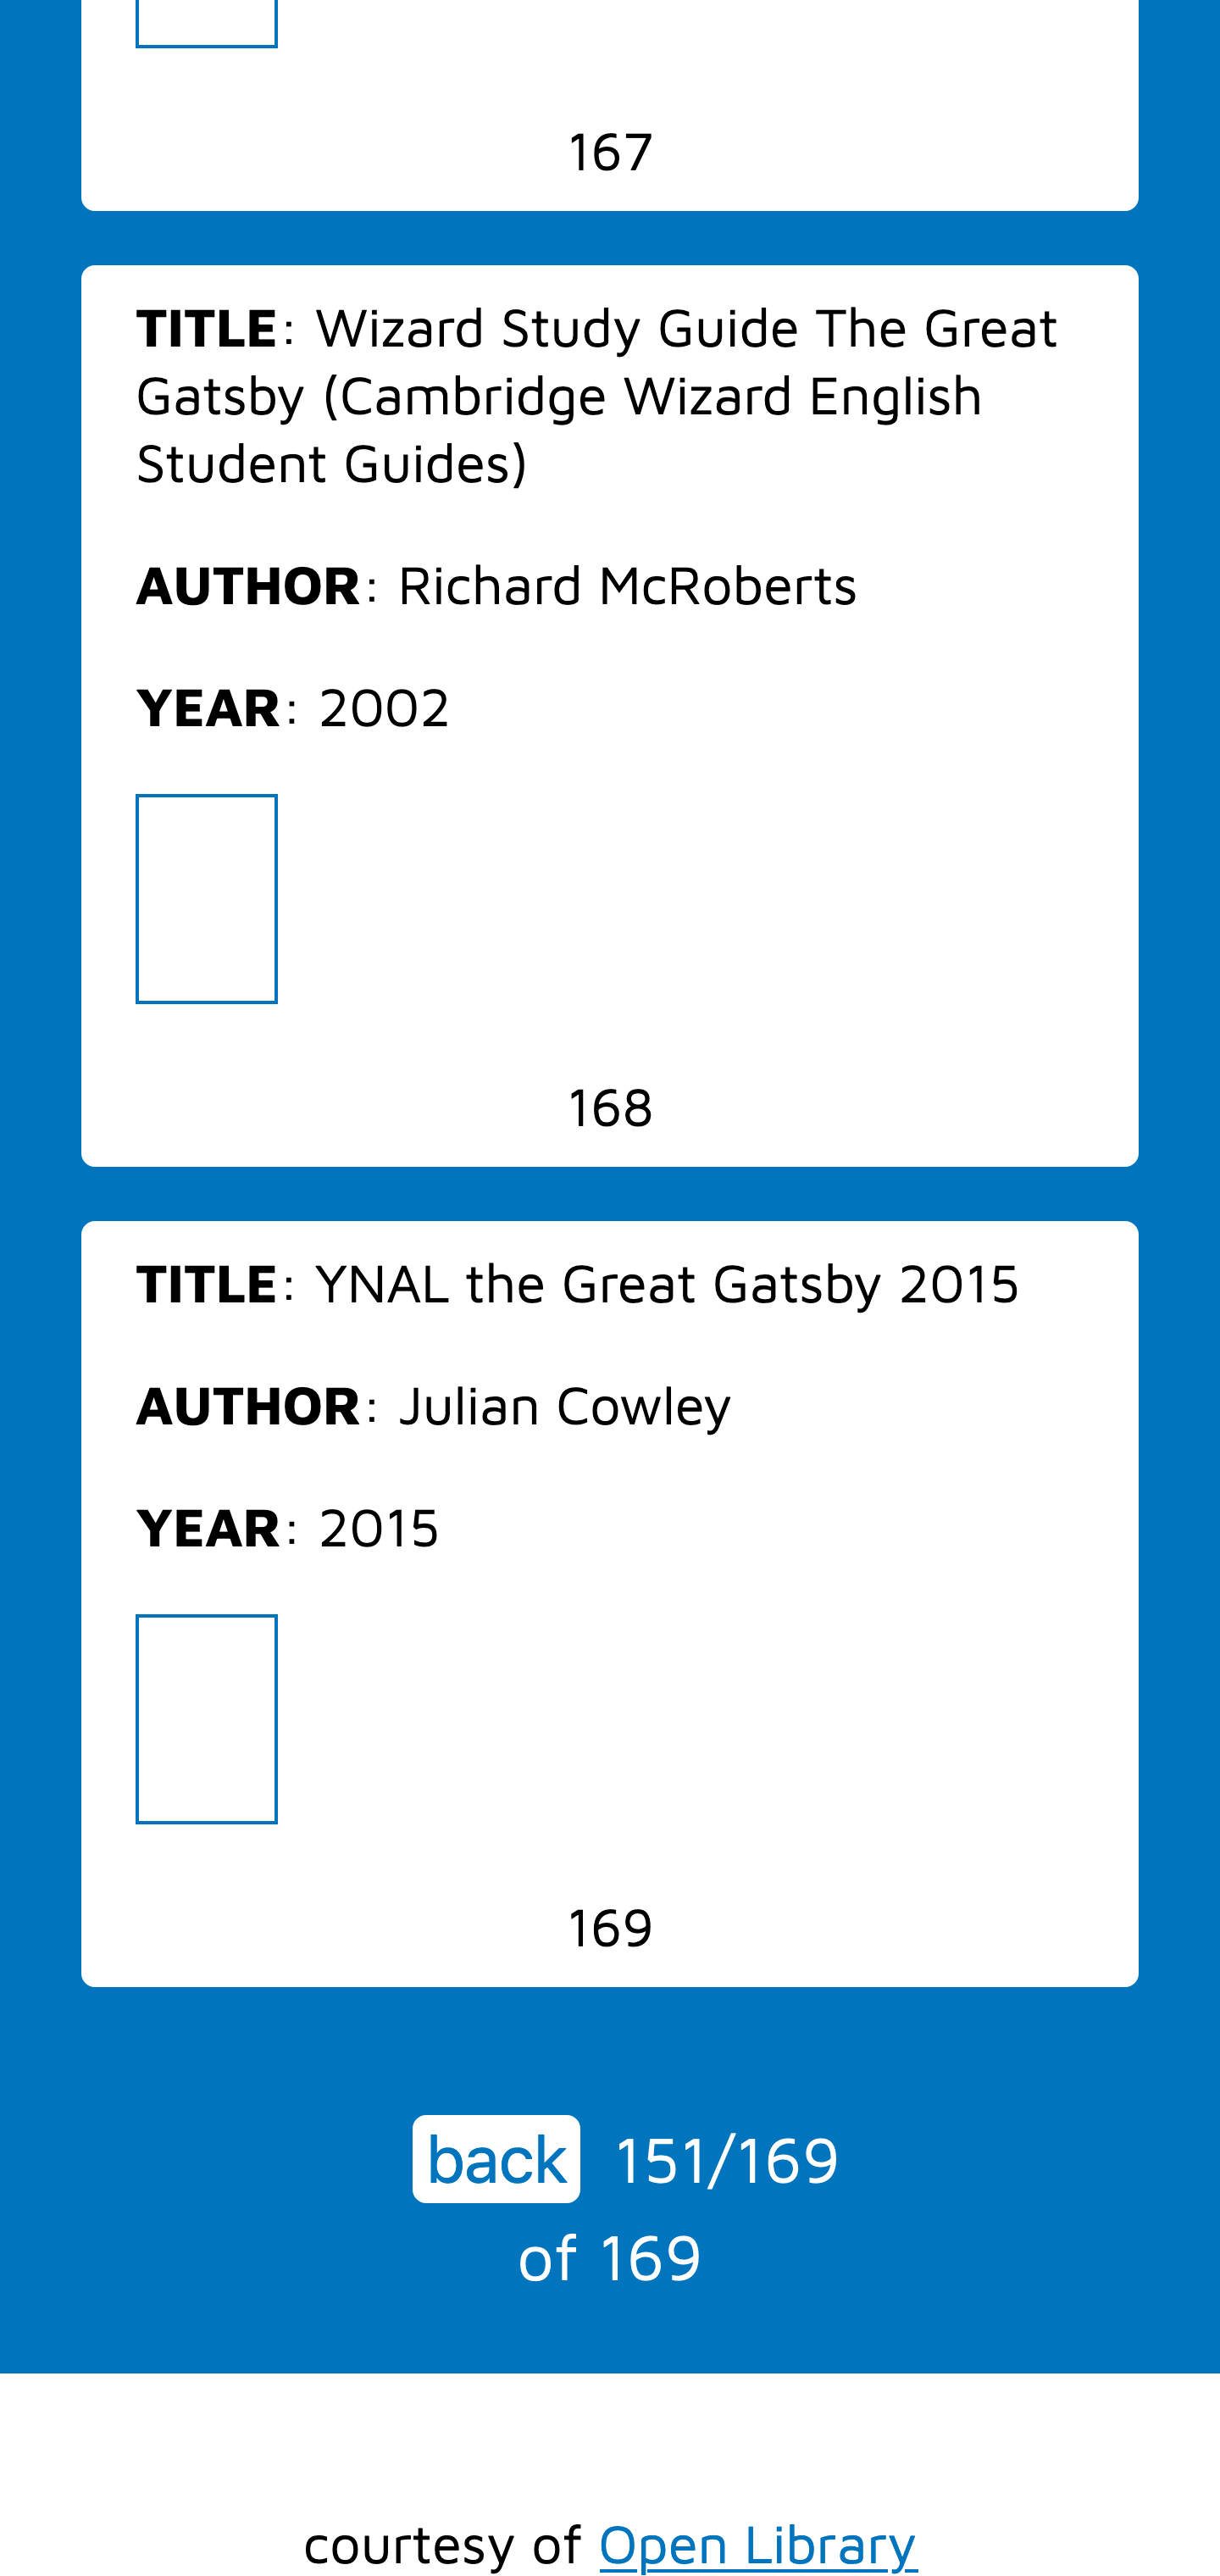 167
TITLE: Wizard Study Guide The Great
Gatsby (Cambridge Wizard English
Student Guides)
AUTHOR: Richard McRoberts
YEAR: 2002
168
TITLE: YNAL the Great Gatsby 2015
AUTHOR: Julian Cowley
YEAR: 2015
169
back 151/169
of 169
courtesy of Open Library